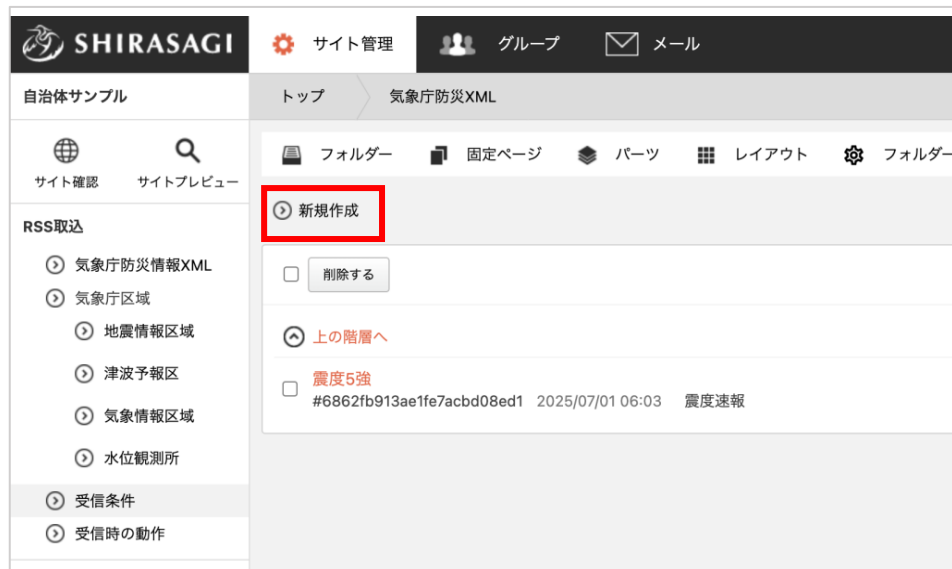 SHIRASAGI
サイト管理
グループ
メール
自治体サンプル
トップ
気象庁防災XML
サイト確認
サイトプレビュー
フォルダー
固定ページ
パーツ
レイアウト
フォルダー
新規作成
RSS取込
気象庁防災情報XML
気象庁区域
地震情報区域
津波予報区
気象情報区域
水位観測所
受信条件
受信時の動作
削除する
上の階層へ
震度5強
#6862fb913ae1fe7acbd08ed1 2025/07/01 06:03 震度速報